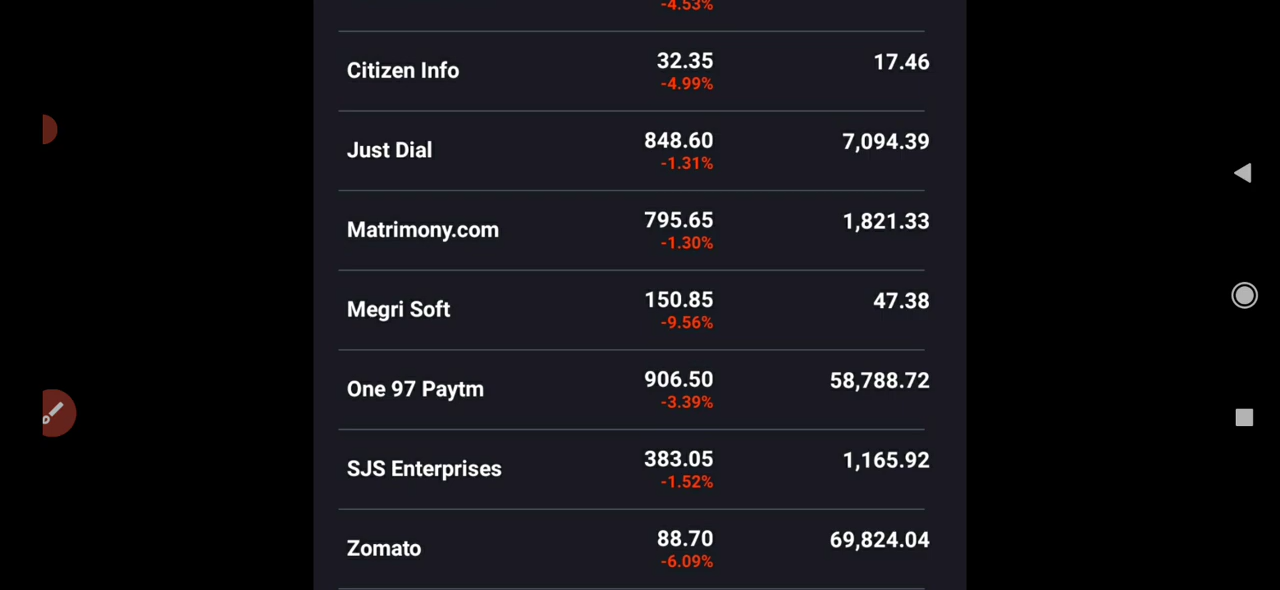 -4.53%
Citizen Info 32.35 17.46
-4.99%
Just Dial 848.60 7,094.39
-1.31%
Matrimony.com 795.65 1,821.33
-1.30%
Megri Soft 150.85 47.38
-9.56%
One 97 Paytm 906.50 58,788.72
-3.39%
SJS Enterprises 383.05 1,165.92
-1.52%
Zomato 88.70 69,824.04
-6.09%